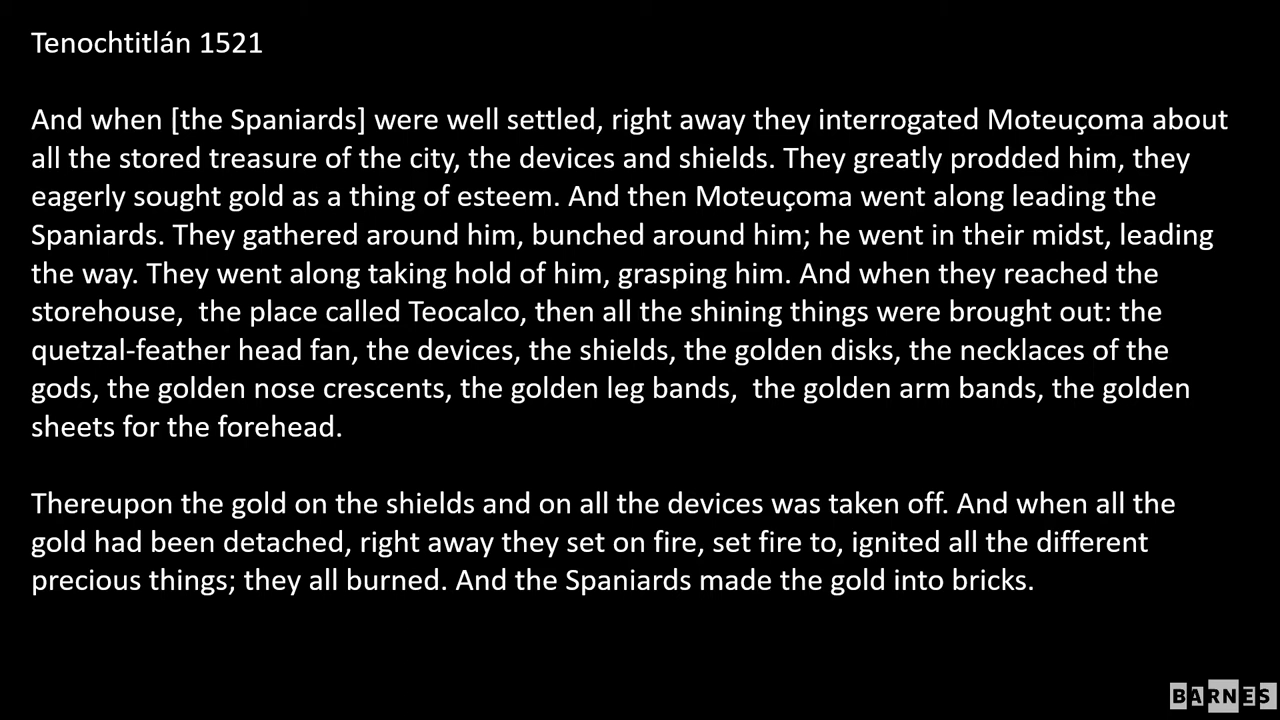 Tenochtitlán 1521
And when [the Spaniards] were well settled, right away they interrogated Moteuçoma about
all the stored treasure of the city, the devices and shields. They greatly prodded him, they
eagerly sought gold as a thing of esteem. And then Moteuçoma went along leading the
Spaniards. They gathered around him, bunched around him; he went in their midst, leading
the way. They went along taking hold of him, grasping him. And when they reached the
storehouse,  the place called Teocalco, then all the shining things were brought out: the
quetzal-feather head fan, the devices, the shields, the golden disks, the necklaces of the
gods, the golden nose crescents, the golden leg bands,  the golden arm bands, the golden
sheets for the forehead.
Thereupon the gold on the shields and on all the devices was taken off. And when all the
gold had been detached, right away they set on fire, set fire to, ignited all the different
precious things; they all burned. And the Spaniards made the gold into bricks.
BARNES